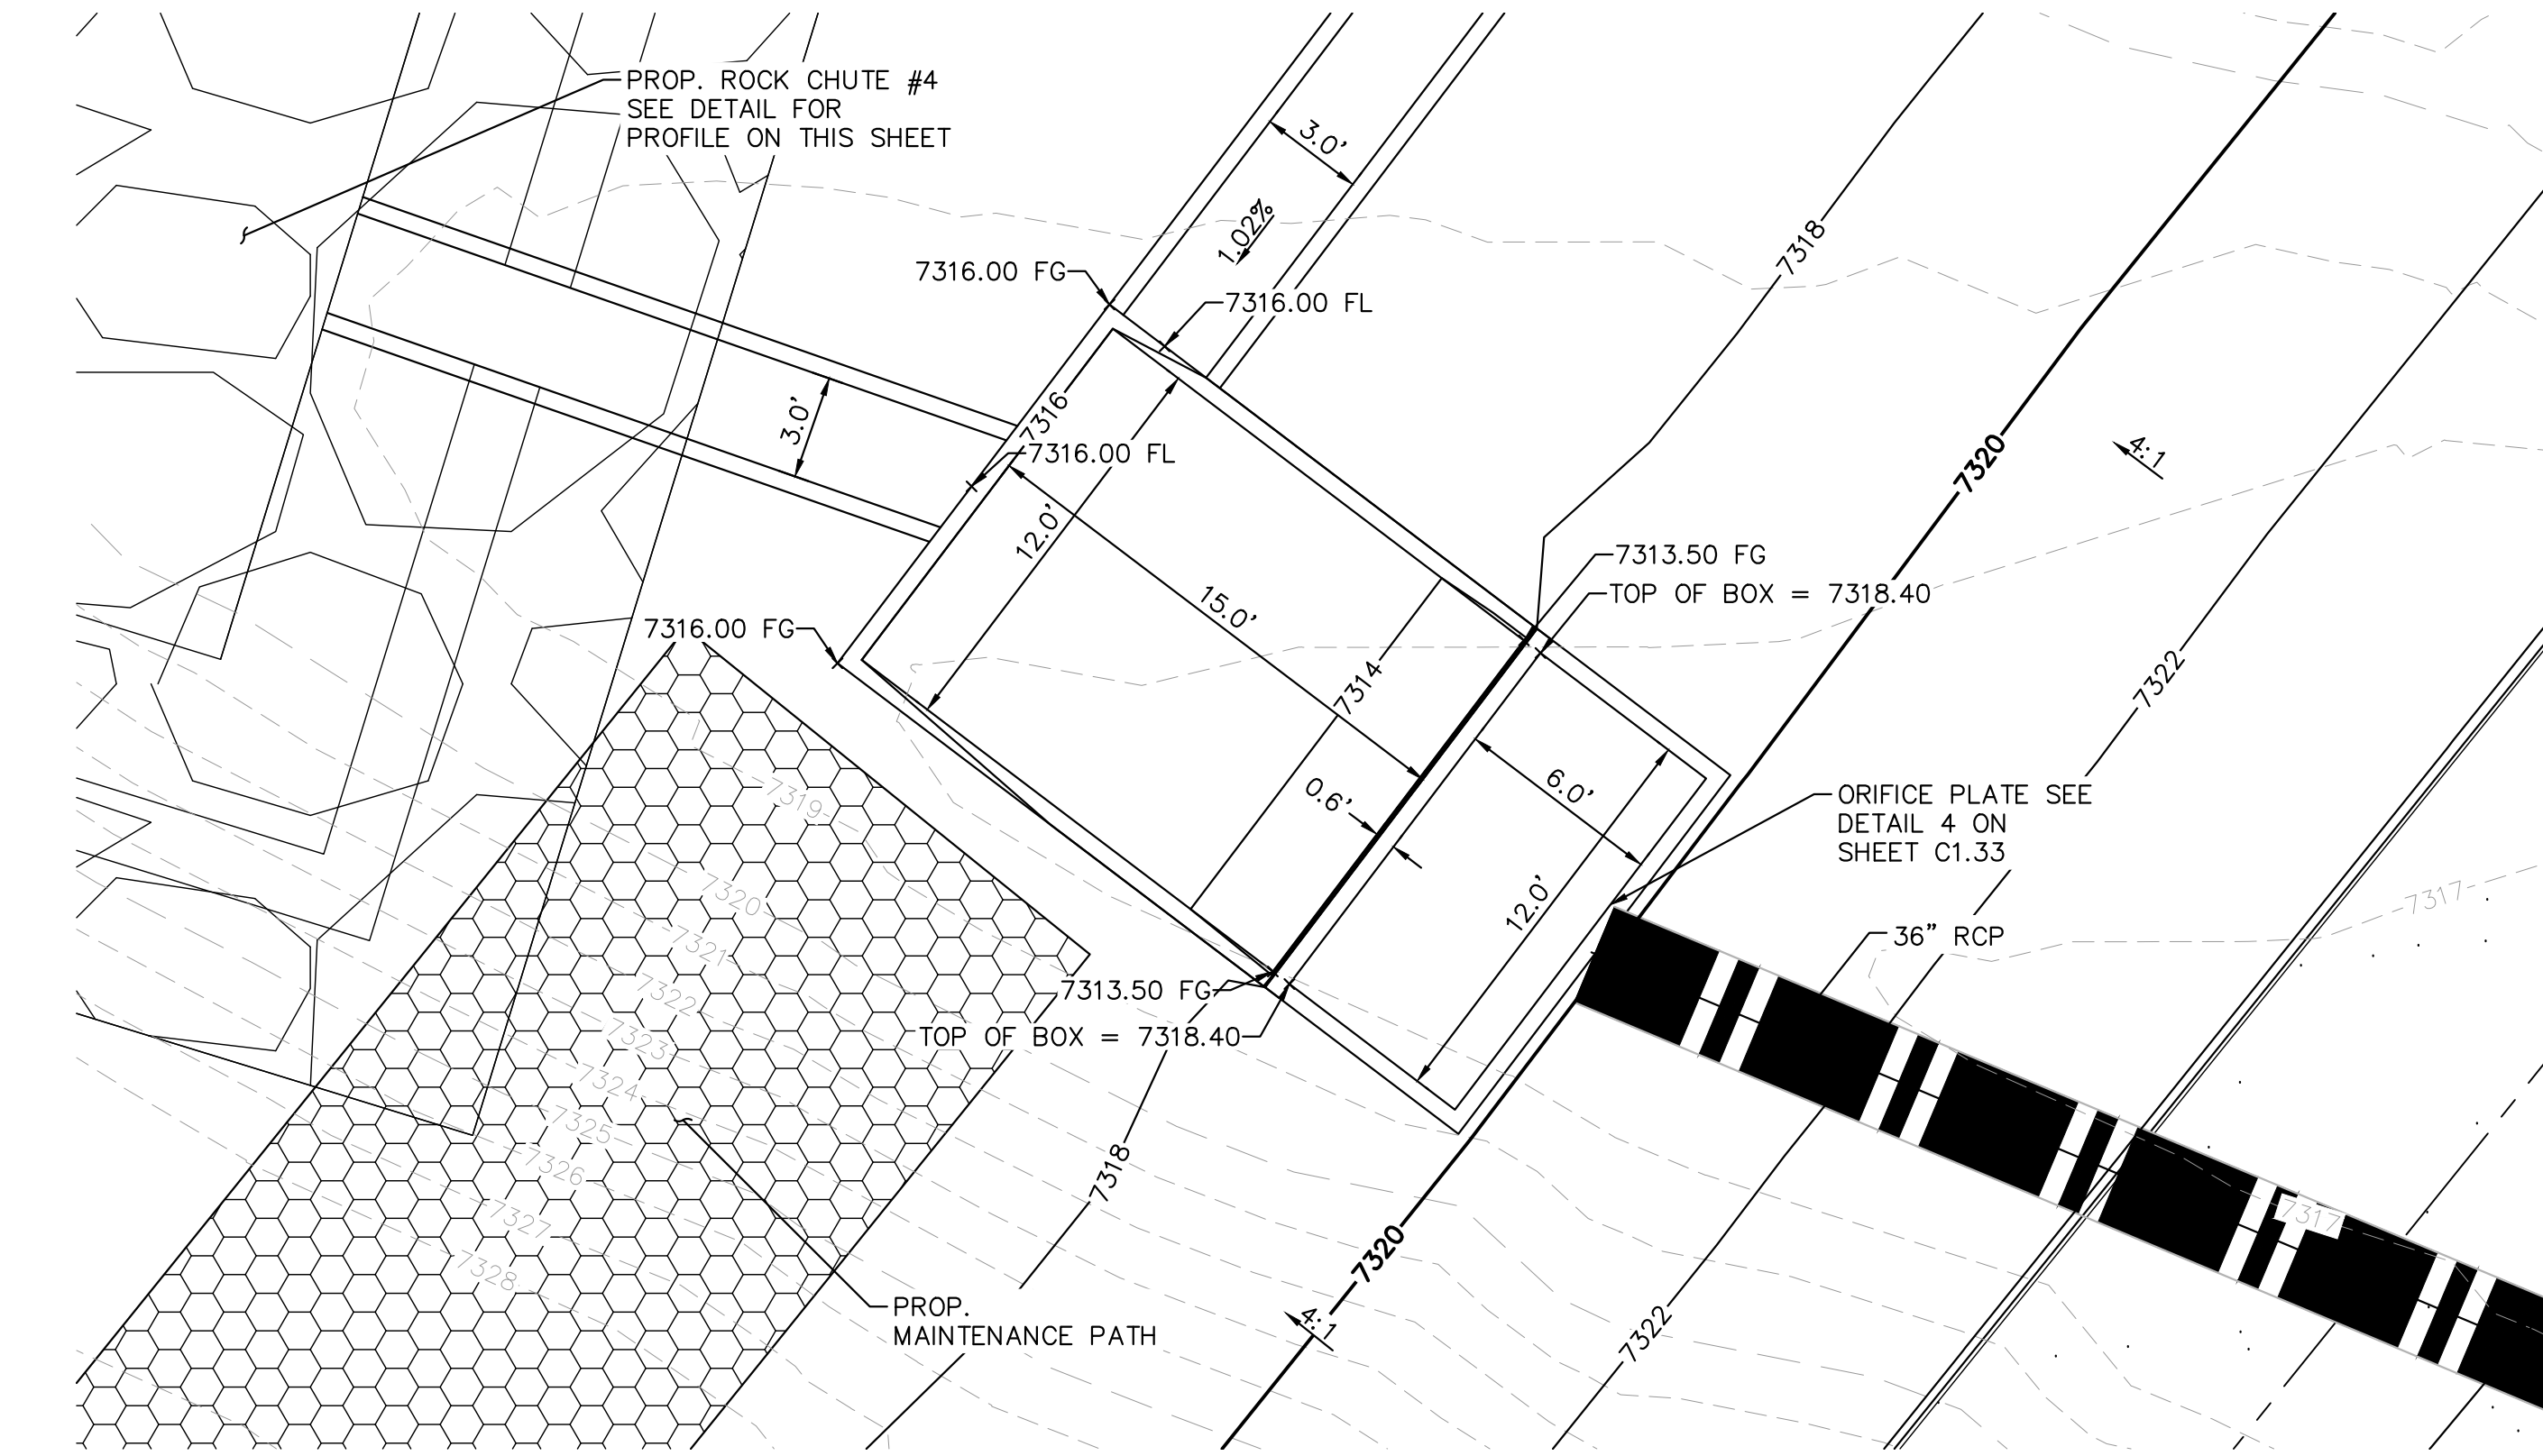 PROP. ROCK CHUTE #4
SEE DETAIL FOR
PROFILE ON THIS SHEET
3.0'
1.02%
7318
7316.00 FG
7316.00 FL
7316
3.0'
7316.00 FL
7320
4:1
12.0'
7313.50 FG
TOP OF BOX = 7318.40
15.0'
7316.00 FG
7314
7322
0.6'
6.0'
ORIFICE PLATE SEE
DETAIL 4 ON
SHEET C1.33
7319
7320
12.0'
7317
36" RCP
7321
7322
7313.50 FG
TOP OF BOX = 7318.40
7323
7324
7325
7326
7318
7327
7317
7328
7320
PROP.
MAINTENANCE PATH
4:1
7322